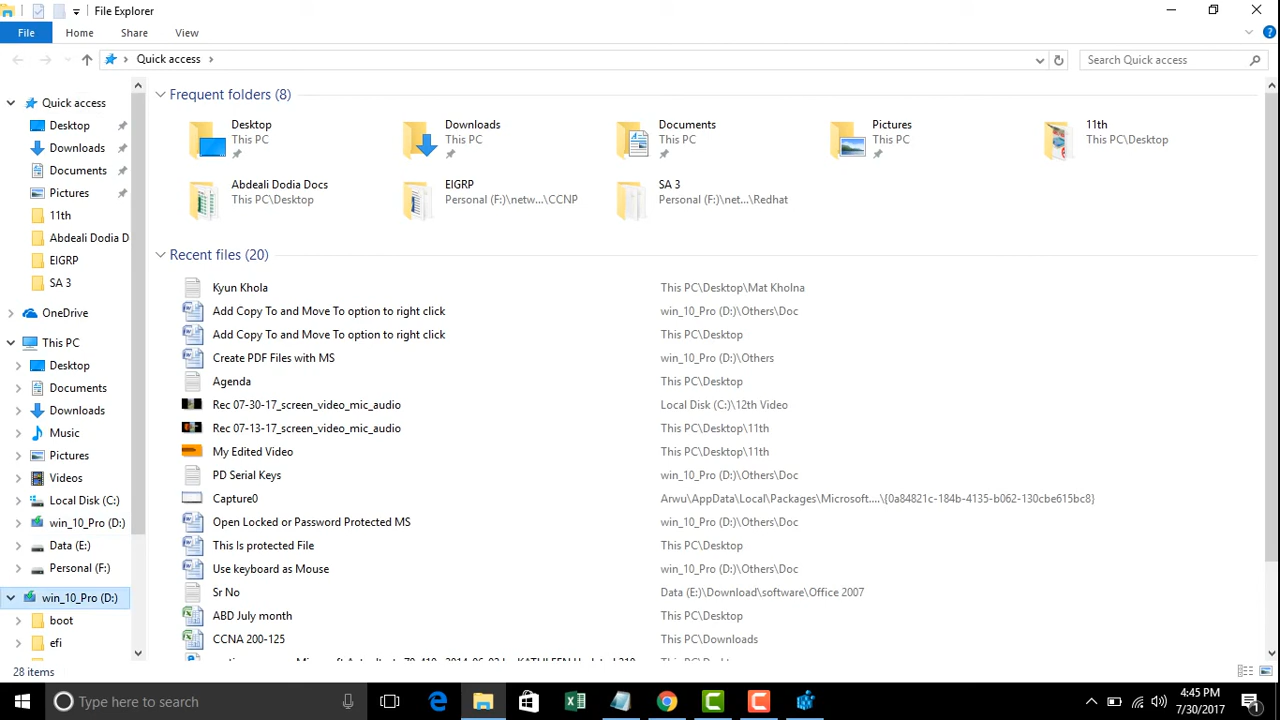 File Explorer
File Home Share View
Quick access
Search Quick access
Quick access
Desktop
Downloads
Documents
Pictures
11th
Abdeali Dodia D
EIGRP
SA 3
OneDrive
This PC
Desktop
Documents
Downloads
Music
Pictures
Videos
Local Disk (C:)
win_10_Pro (D:)
Data (E:)
Personal (F:)
win_10_Pro (D:)
boot
efi
Frequent folders (8)
Desktop
This PC
Downloads
This PC
Documents
This PC
Pictures
This PC
11th
This PC\Desktop
Abdeali Dodia Docs
This PC\Desktop
EIGRP
Personal (F:)\netw...\CCNP
SA 3
Personal (F:)\net...\Redhat
Recent files (20)
Kyun Khola This PC\Desktop\Mat Kholna
Add Copy To and Move To option to right click win_10_Pro (D:)\Others\Doc
Add Copy To and Move To option to right click This PC\Desktop
Create PDF Files with MS win_10_Pro (D:)\Others
Agenda This PC\Desktop
Rec 07-30-17_screen_video_mic_audio Local Disk (C:)\12th Video
Rec 07-13-17_screen_video_mic_audio This PC\Desktop\11th
My Edited Video This PC\Desktop\11th
PD Serial Keys win_10_Pro (D:)\Others\Doc
Capture0 Arwu\AppData\Local\Packages\Microsoft....\{0a84821c-184b-4135-b062-130cbe615bc8}
Open Locked or Password Protected MS win_10_Pro (D:)\Others\Doc
This Is protected File This PC\Desktop
Use keyboard as Mouse win_10_Pro (D:)\Others\Doc
Sr No Data (E:)\Download\software\Office 2007
ABD July month This PC\Desktop
CCNA 200-125 This PC\Downloads
28 items
Type here to search
4:45 PM
7/30/2017
1